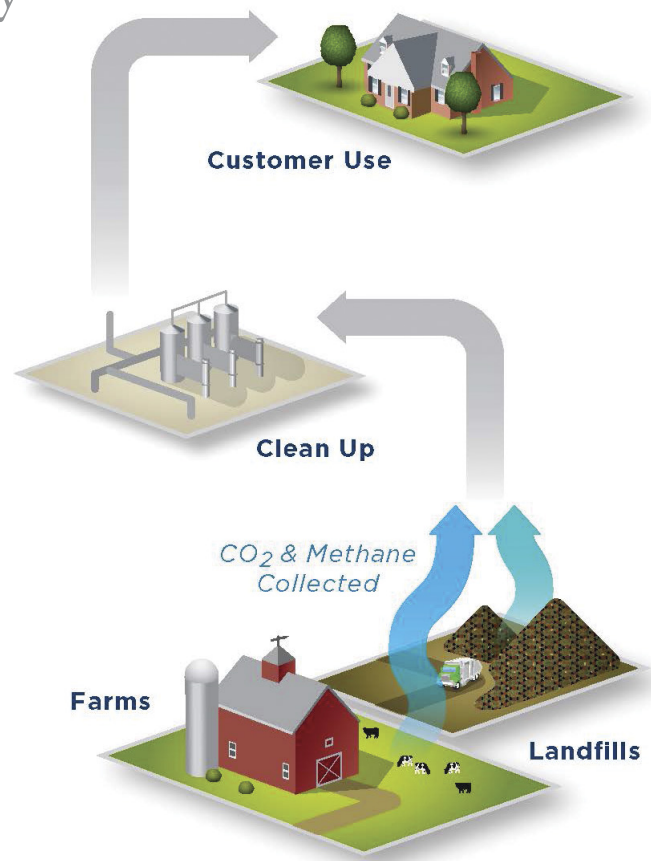 Customer Use
Clean Up
CO₂ & Methane
Collected
Farms
Landfills